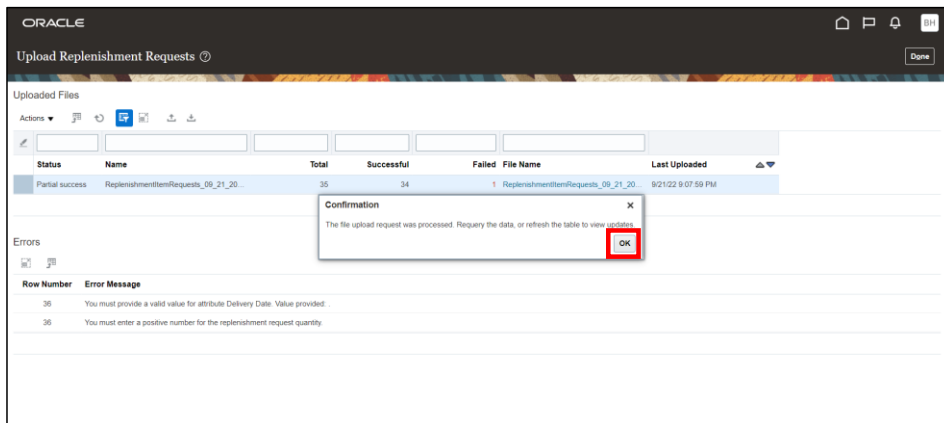 ORACLE
BH
Upload Replenishment Requests
Done
Uploaded Files
Actions
Status Name Total Successful Failed File Name Last Uploaded
Partial success ReplenishmentItemRequests_09_21_20... 35 34 1 ReplenishmentItemRequests_09_21_20... 9/21/22 9:07:59 PM
Confirmation
The file upload request was processed. Requery the data, or refresh the table to view updates.
OK
Errors
Row Number Error Message
36 You must provide a valid value for attribute Delivery Date. Value provided: .
36 You must enter a positive number for the replenishment request quantity.